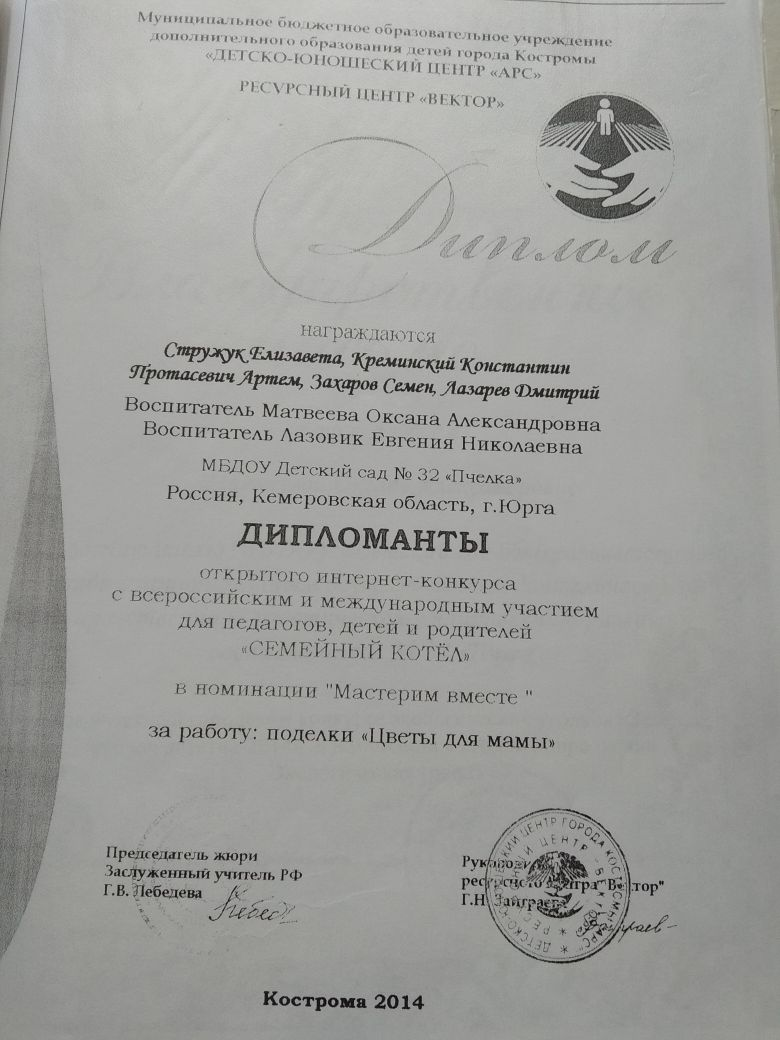 Муниципальное бюджетное образовательное учреждение
дополнительного образования детей города Костромы
«ДЕТСКО-ЮНОШЕСКИЙ ЦЕНТР «АРС»
РЕСУРСНЫЙ ЦЕНТР «ВЕКТОР»
Диплом
награждаются
Стружук Елизавета, Креминский Константин
Протасевич Артем, Захаров Семен, Лазарев Дмитрий
Воспитатель Матвеева Оксана Александровна
Воспитатель Лазовик Евгения Николаевна
МБДОУ Детский сад № 32 «Пчелка»
Россия, Кемеровская область, г.Юрга
ДИПЛОМАНТЫ
открытого интернет-конкурса
с всероссийским и международным участием
для педагогов, детей и родителей
«СЕМЕЙНЫЙ КОТЁЛ»
в номинации "Мастерим вместе "
за работу: поделки «Цветы для мамы»
Председатель жюри
Заслуженный учитель РФ
Г.В. Лебедева
Руководи
ресурсного центра "Вектор"
Г.Н. Зайграева
Кострома 2014